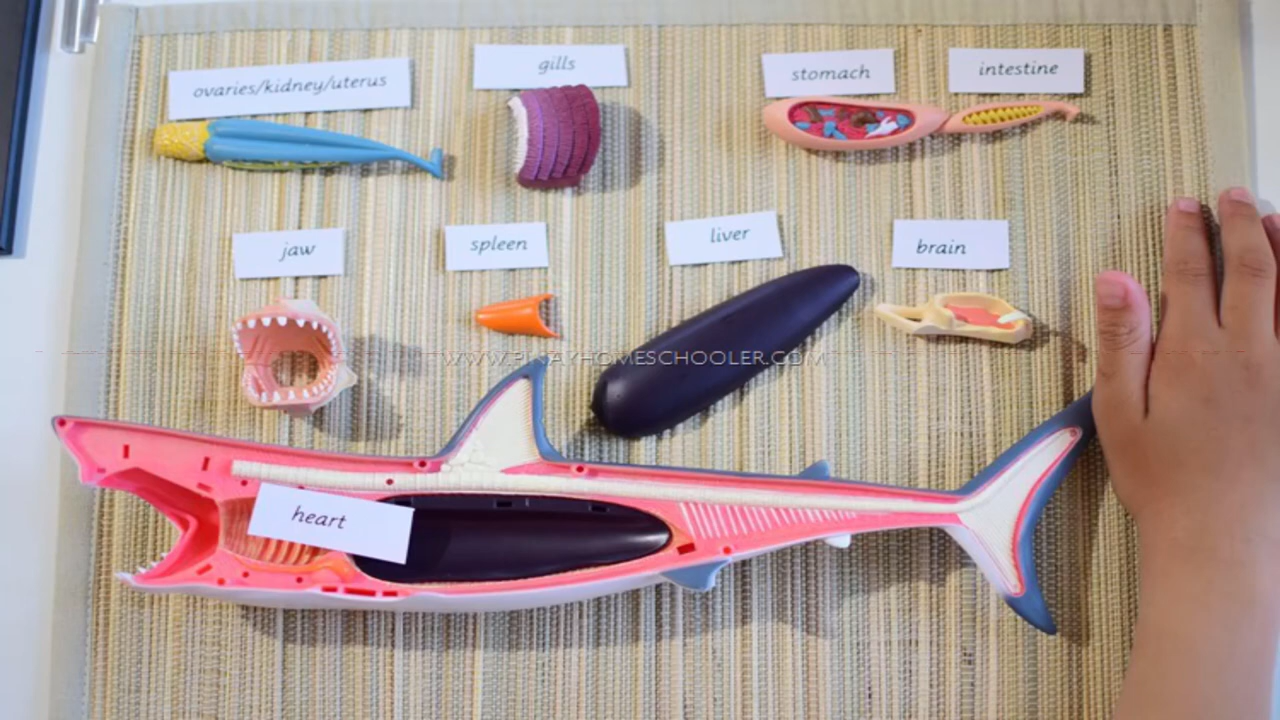 ovaries/kidney/uterus
gills
stomach
intestine
jaw
spleen
liver
brain
WWW.PINAYHOMESCHOOLER.COM
heart